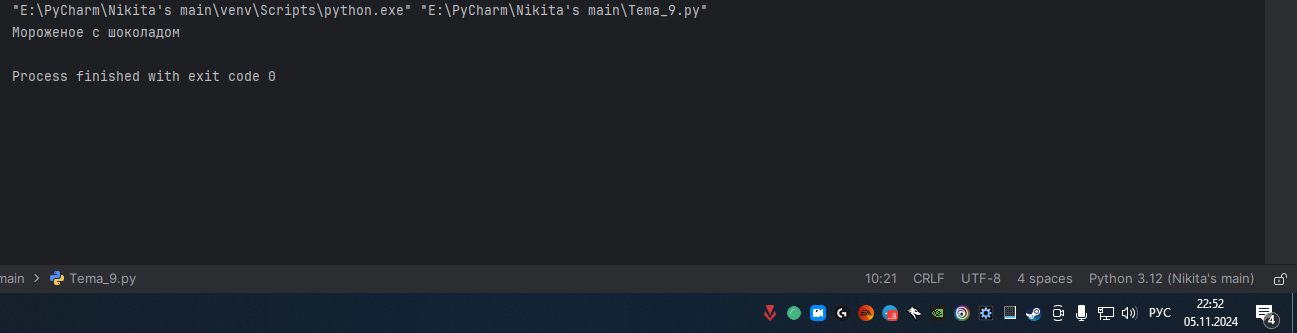 "E:\PyCharm\Nikita's main\venv\Scripts\python.exe" "E:\PyCharm\Nikita's main\Tema_9.py"
Мороженое с шоколадом
Process finished with exit code 0
main > Tema_9.py 10:21 CRLF UTF-8 4 spaces Python 3.12 (Nikita's main)
РУС 22:52
05.11.2024 4